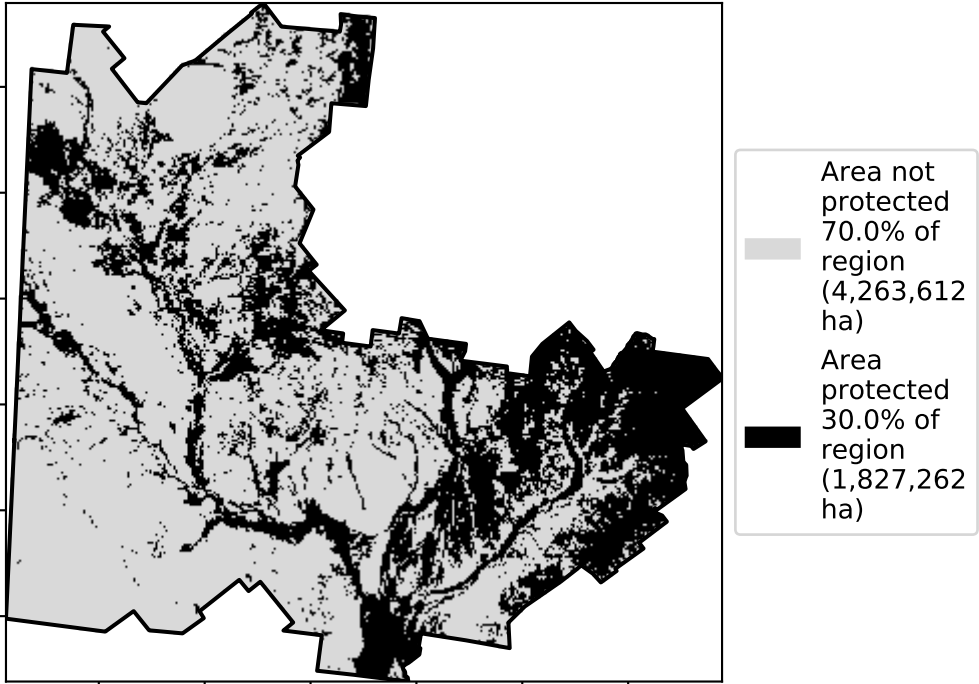 Area not
protected
70.0% of
region
(4,263,612
ha)
Area
protected
30.0% of
region
(1,827,262
ha)